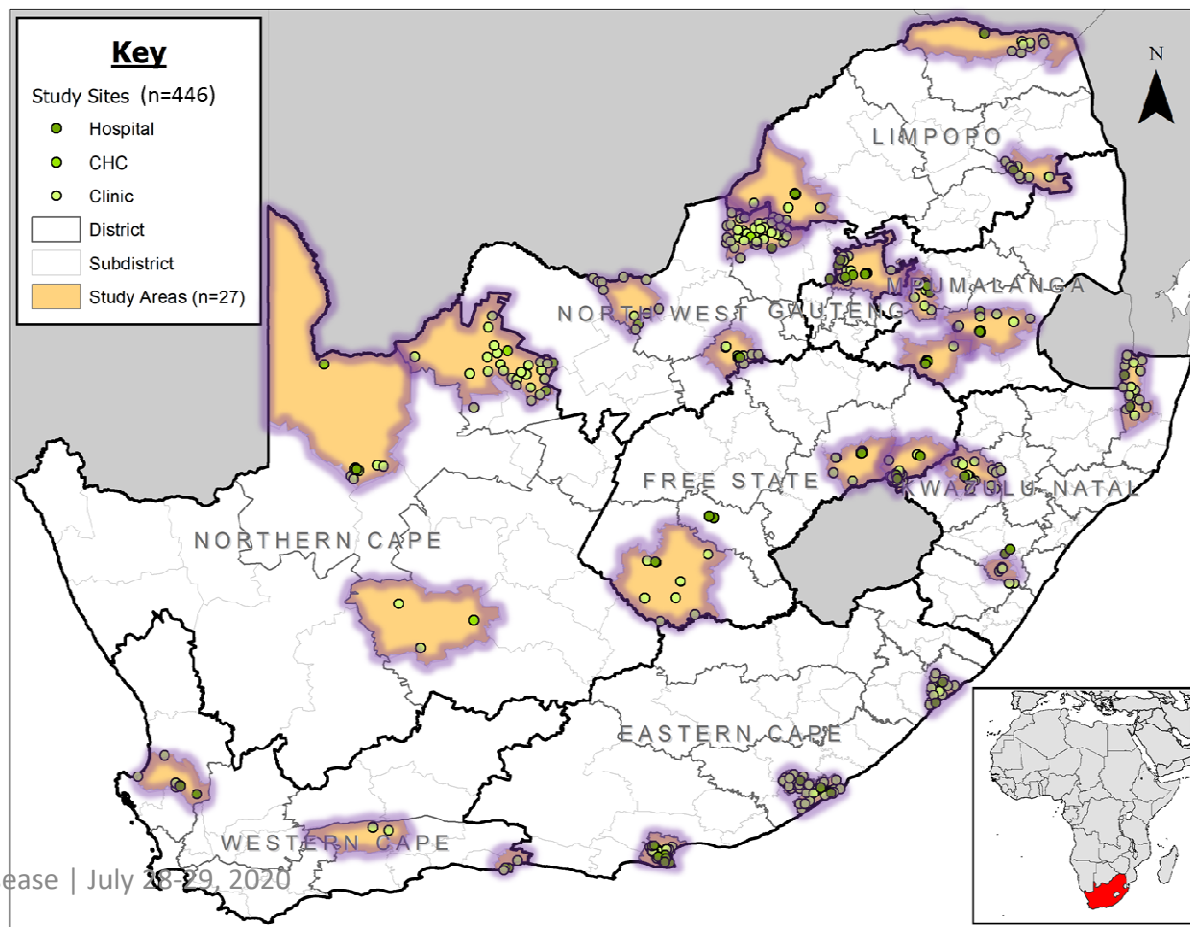 Key
Study Sites (n=446)
Hospital
CHC
Clinic
District
Subdistrict
Study Areas (n=27)
N
LIMPOPO
MPUMALANGA
NORTH WEST
GAUTENG
FREE STATE
KWAZULU-NATAL
NORTHERN CAPE
EASTERN CAPE
WESTERN CAPE
ease | July 28-29, 2020